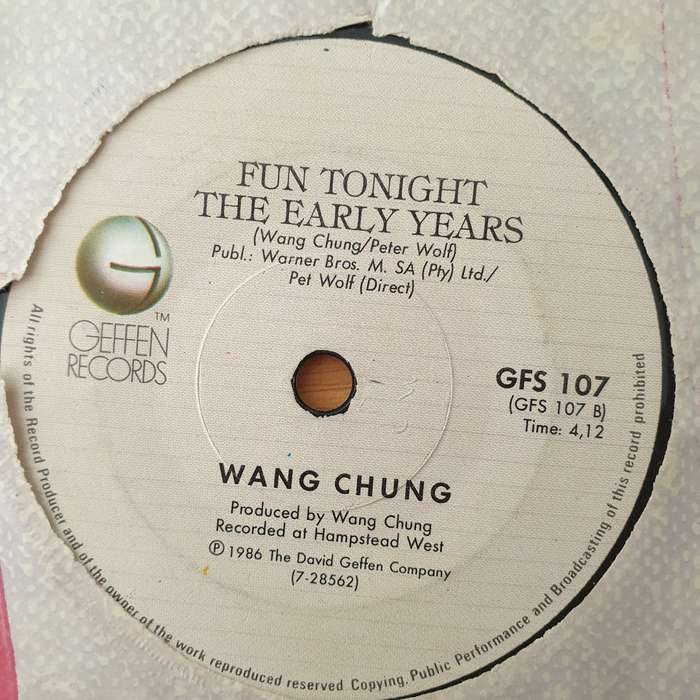 FUN TONIGHT
THE EARLY YEARS
(Wang Chung/Peter Wolf)
Publ.: Warner Bros. M. SA (Pty) Ltd./
Pet Wolf (Direct)
G
TM
GEFFEN
RECORDS
GFS 107
(GFS 107 B)
Time: 4,12
WANG CHUNG
Produced by Wang Chung
Recorded at Hampstead West
℗ 1986 The David Geffen Company
(7-28562)
All rights of the Record Producer and of the owner of the work reproduced reserved Copying, Public Performance and Broadcasting of this record prohibited